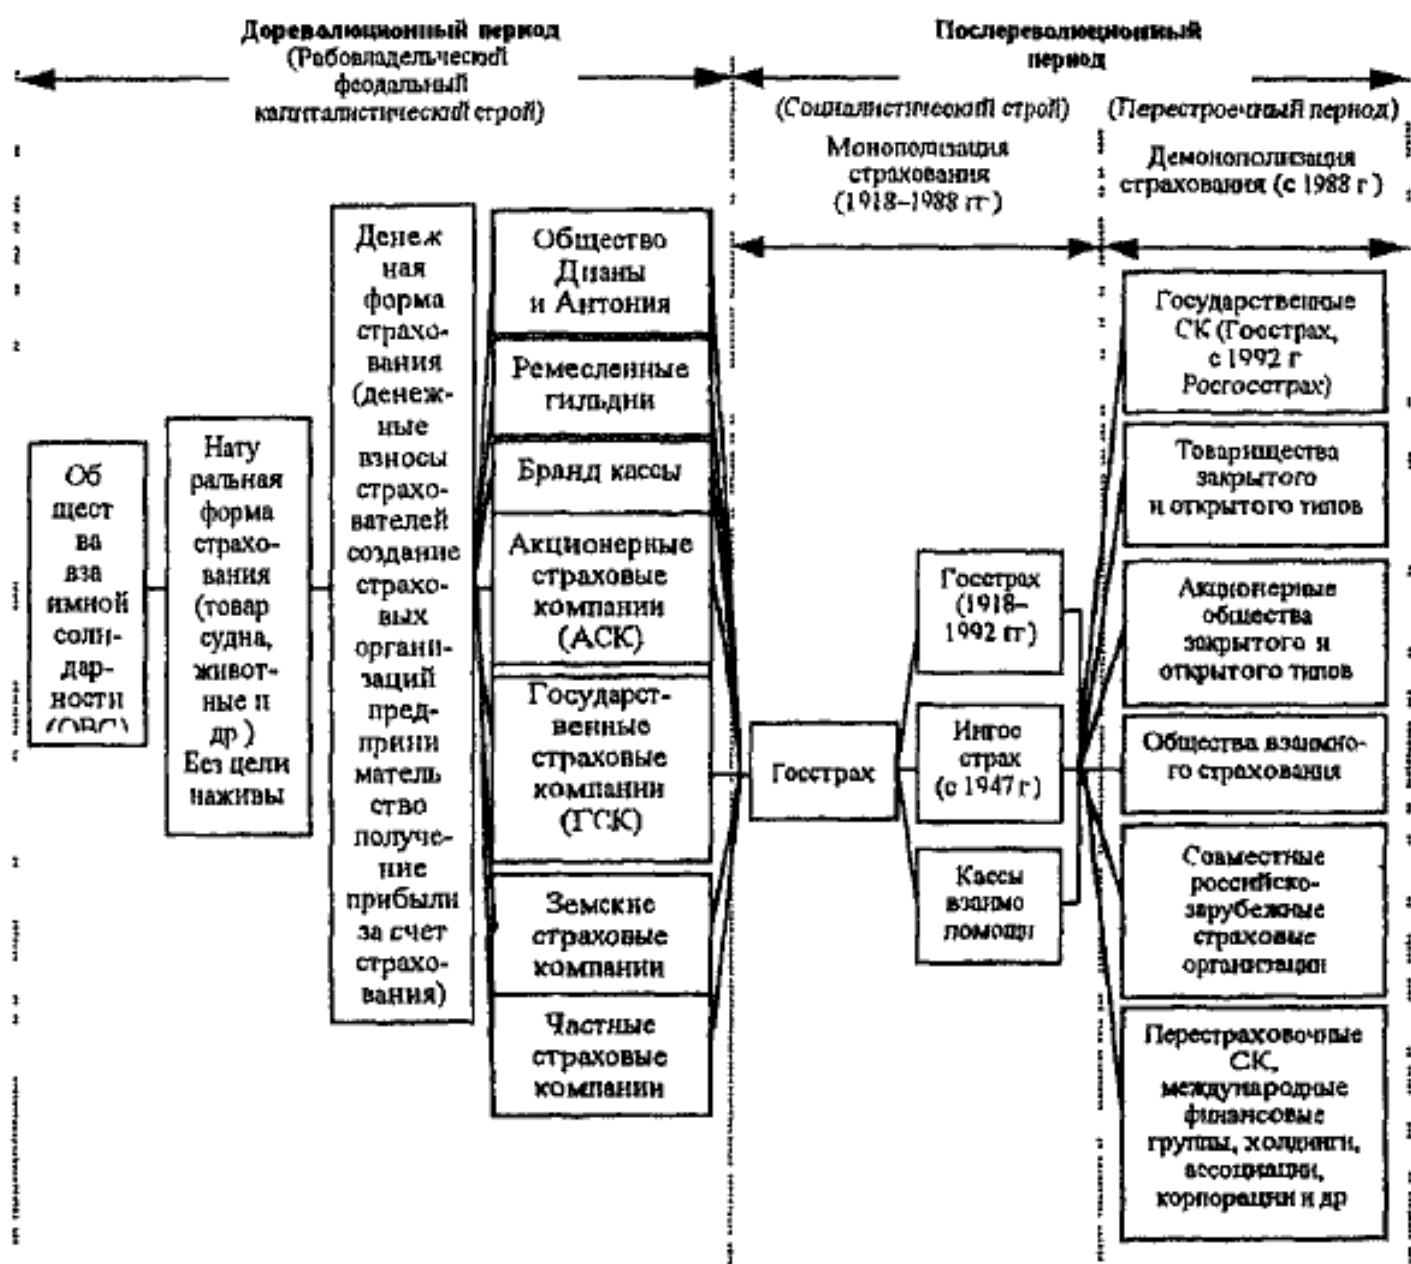 Дореволюционный период
(Рабовладельческий
феодальный
капиталистический строй)
Послереволюционный
период
(Социалистический строй)
Монополизация
страхования
(1918–1988 гг)
(Перестроечный период)
Демонополизация
страхования (с 1988 г )
Об
щест
ва
вза
имной
соли-
дар-
ности
(ОВС)
Нату
ральная
форма
страхо-
вания
(товар
судна,
живот-
ные и
др )
Без цели
наживы
Денеж
ная
форма
страхо-
вания
(денеж-
ные
взносы
страхо-
вателей
создание
страхо-
вых
органи-
заций
пред-
прини
матель
ство
получе-
ние
прибыли
за счет
страхо-
вания)
Общество
Дианы
и Антония
Ремесленные
гильдии
Бранд кассы
Акционерные
страховые
компании
(АСК)
Государст-
венные
страховые
компании
(ГСК)
Земские
страховые
компании
Частные
страховые
компании
Госстрах
Госстрах
(1918–
1992 гг)
Ингос
страх
(с 1947 г)
Кассы
взаимо
помощи
Государственные
СК (Госстрах,
с 1992 г
Росгосстрах)
Товарищества
закрытого
и открытого типов
Акционерные
общества
закрытого и
открытого типов
Общества взаимно-
го страхования
Совместные
российско-
зарубежные
страховые
организации
Перестраховочные
СК,
международные
финансовые
группы, холдинги,
ассоциации,
корпорации и др